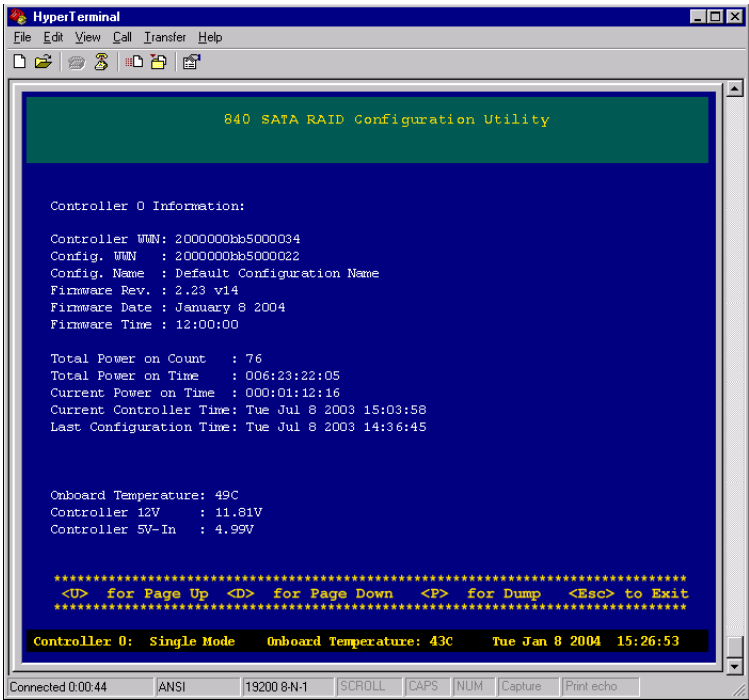 HyperTerminal
File Edit View Call Transfer Help
840 SATA RAID Configuration Utility
Controller 0 Information:
Controller WWN: 2000000bb5000034
Config. WWN : 2000000bb5000022
Config. Name : Default Configuration Name
Firmware Rev. : 2.23 v14
Firmware Date : January 8 2004
Firmware Time : 12:00:00
Total Power on Count : 76
Total Power on Time : 006:23:22:05
Current Power on Time : 000:01:12:16
Current Controller Time: Tue Jul 8 2003 15:03:58
Last Configuration Time: Tue Jul 8 2003 14:36:45
Onboard Temperature: 49C
Controller 12V : 11.81V
Controller 5V-In : 4.99V
******************************************************************************
<U> for Page Up <D> for Page Down <P> for Dump <Esc> to Exit
******************************************************************************
Controller 0: Single Mode Onboard Temperature: 43C Tue Jan 8 2004 15:26:53
Connected 0:00:44 ANSI 19200 8-N-1 SCROLL CAPS NUM Capture Print echo